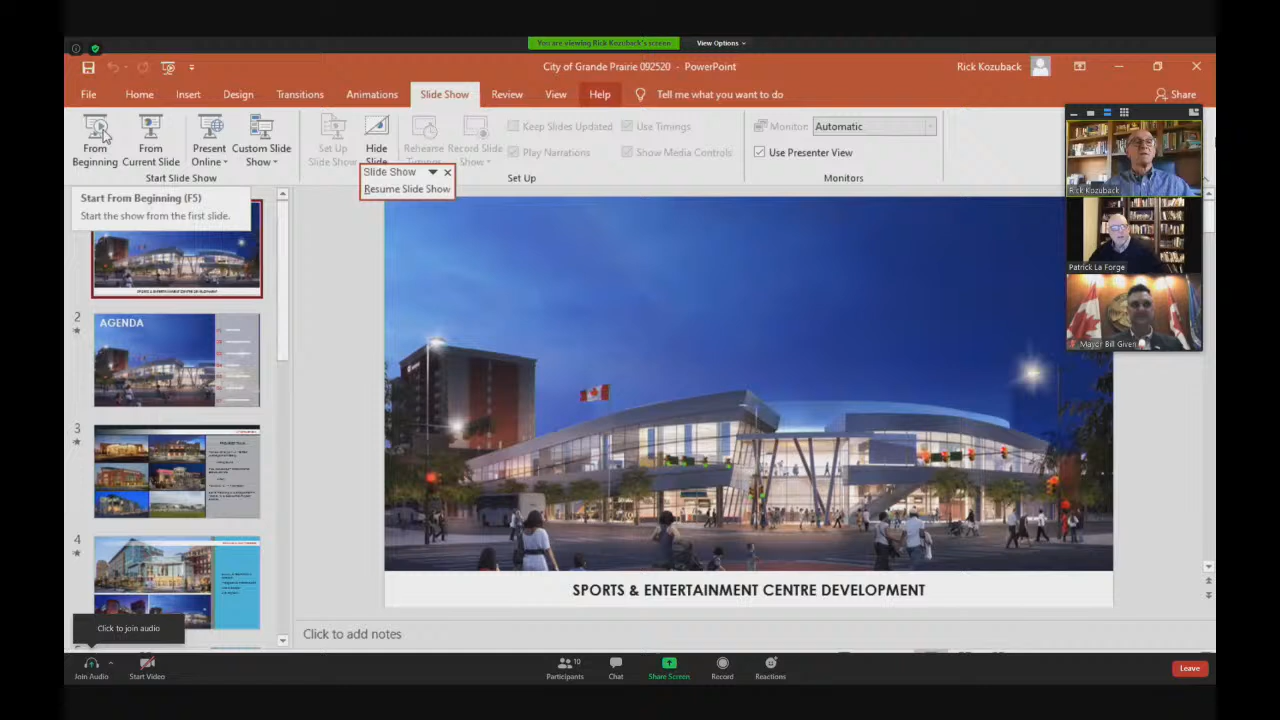 You are viewing Rick Kozuback's screen
View Options
City of Grande Prairie 092520 - PowerPoint
Rick Kozuback
File
Home
Insert
Design
Transitions
Animations
Slide Show
Review
View
Help
Tell me what you want to do
Share
From Beginning
From Current Slide
Present Online
Custom Slide Show
Set Up Slide Show
Hide Slide
Rehearse
Record Slide Show
Keep Slides Updated
Play Narrations
Use Timings
Show Media Controls
Monitor:
Automatic
Use Presenter View
Start Slide Show
Set Up
Monitors
Slide Show
Resume Slide Show
Start From Beginning (F5)
Start the show from the first slide.
SPORTS & ENTERTAINMENT CENTRE DEVELOPMENT
2
AGENDA
3
4
Rick Kozuback
Patrick La Forge
Mayor Bill Given
SPORTS & ENTERTAINMENT CENTRE DEVELOPMENT
Click to add notes
Click to join audio
Join Audio
Start Video
10
Participants
Chat
Share Screen
Record
Reactions
Leave